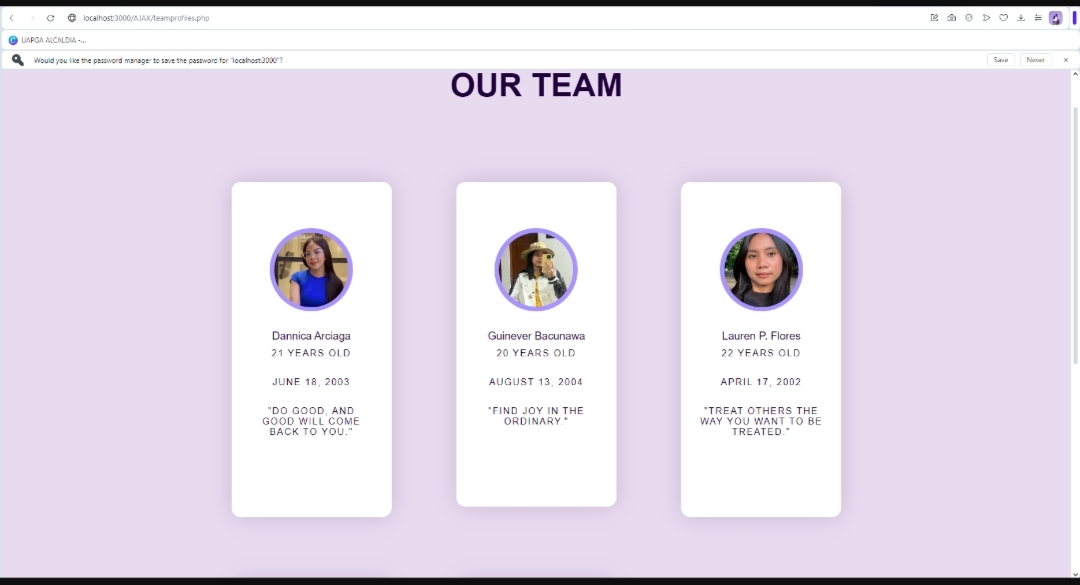 localhost:3000/AJAX/teamprofiles.php
UAPGA ALCALDIA -...
Would you like the password manager to save the password for "localhost:3000"?
Save
Never
OUR TEAM
Dannica Arciaga
21 YEARS OLD
JUNE 18, 2003
"DO GOOD, AND
GOOD WILL COME
BACK TO YOU."
Guinever Bacunawa
20 YEARS OLD
AUGUST 13, 2004
"FIND JOY IN THE
ORDINARY."
Lauren P. Flores
22 YEARS OLD
APRIL 17, 2002
"TREAT OTHERS THE
WAY YOU WANT TO BE
TREATED."